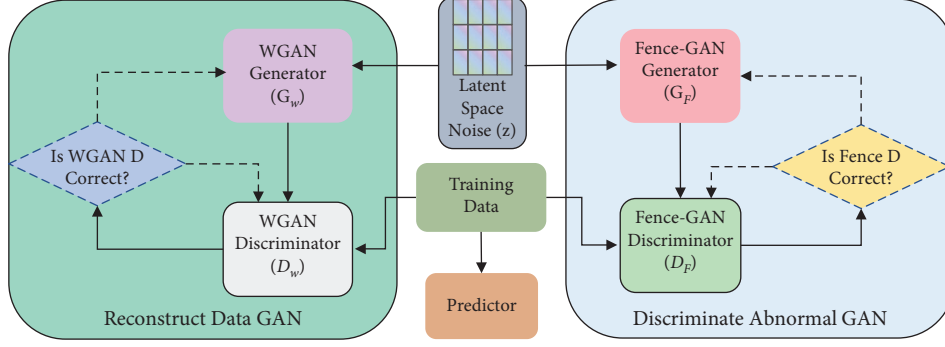 WGAN
Generator
(G_w)
Is WGAN D
Correct?
WGAN
Discriminator
(D_w)
Reconstruct Data GAN
Latent
Space
Noise (z)
Training
Data
Predictor
Fence-GAN
Generator
(G_F)
Is Fence D
Correct?
Fence-GAN
Discriminator
(D_F)
Discriminate Abnormal GAN